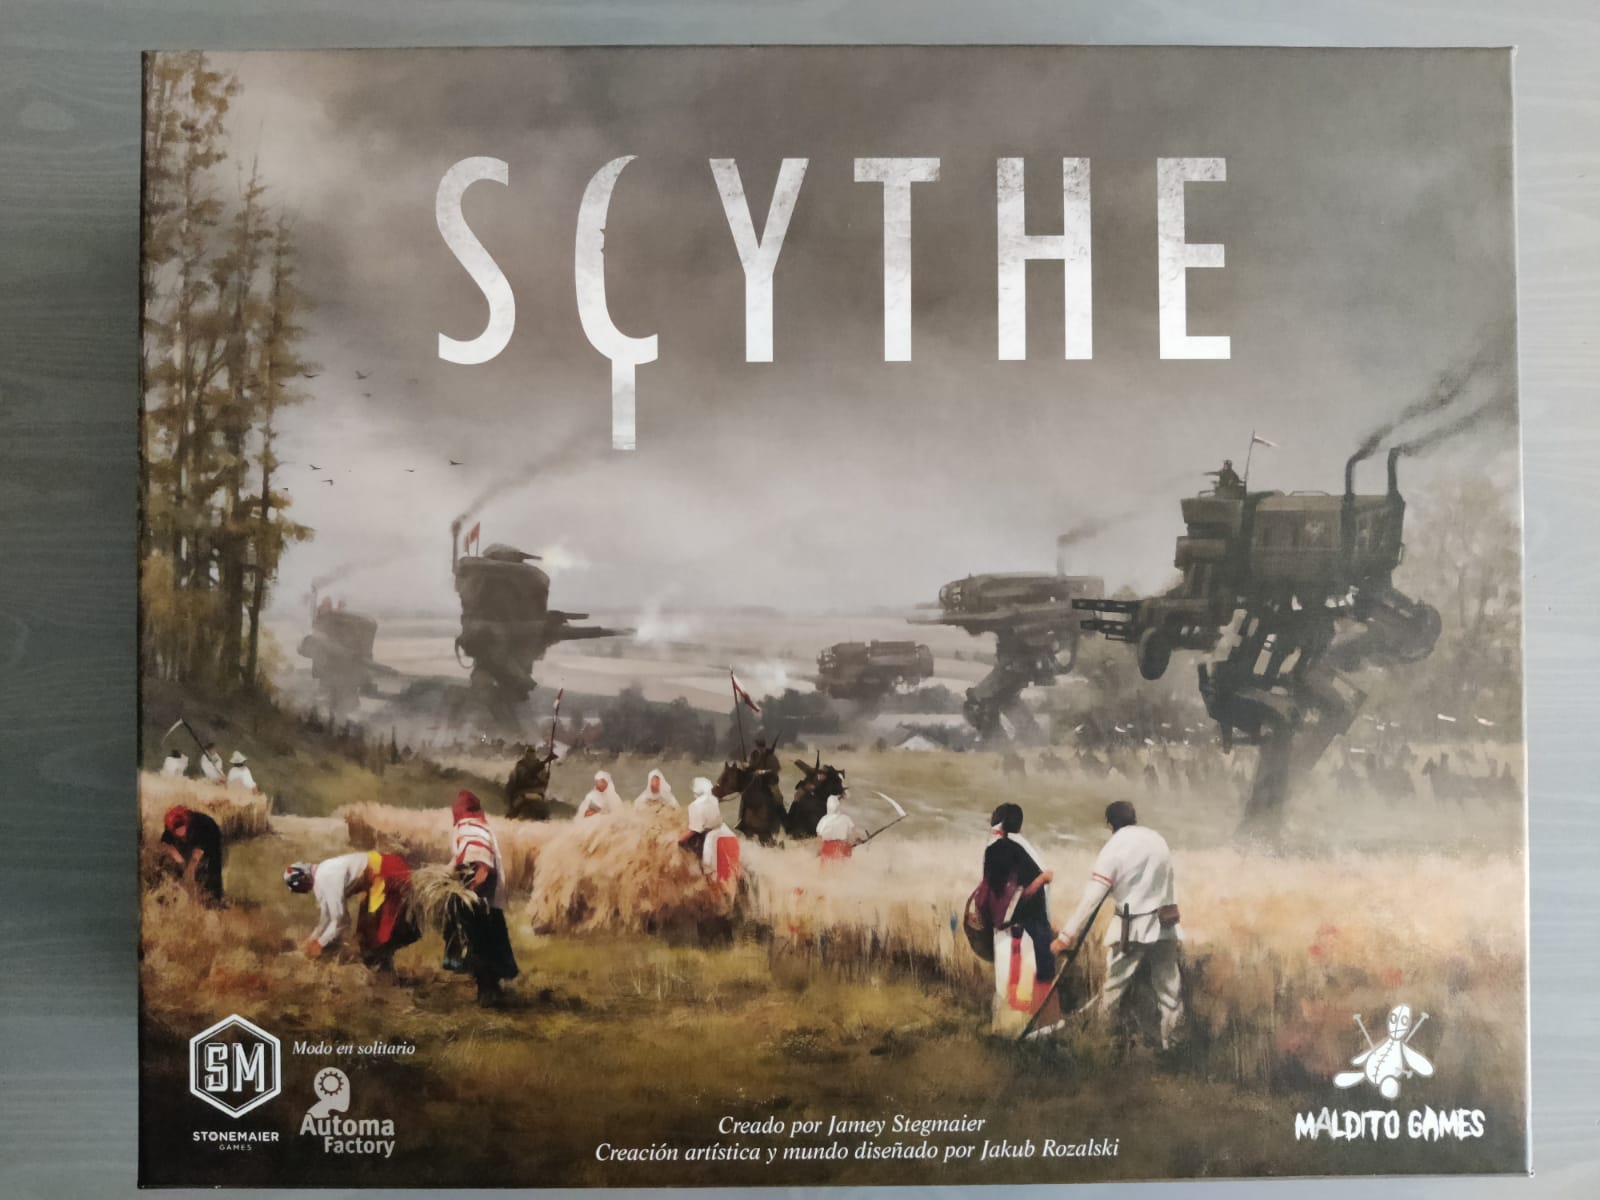 SCYTHE
SM
STONEMAIER
GAMES
Modo en solitario
Automa
Factory
Creado por Jamey Stegmaier
Creación artística y mundo diseñado por Jakub Rozalski
MALDITO GAMES